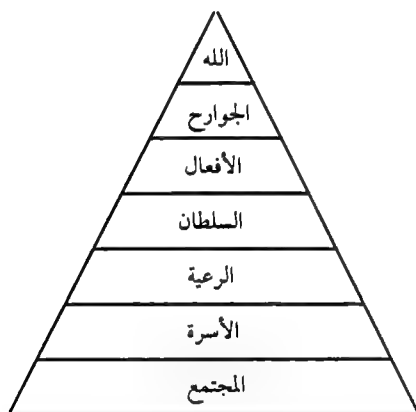 الله
الجوارح
الأفعال
السلطان
الرعية
الأسرة
المجتمع